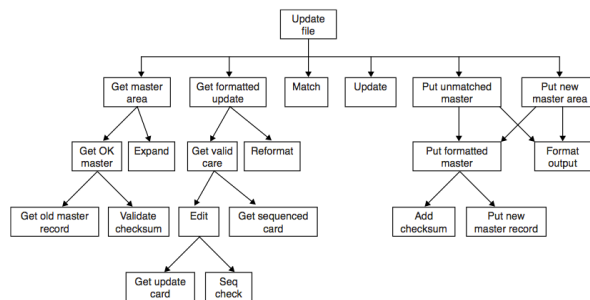 Update
file
Get master
area
Get formatted
update
Match
Update
Put unmatched
master
Put new
master area
Get OK
master
Expand
Get valid
care
Reformat
Put formatted
master
Format
output
Get old master
record
Validate
checksum
Edit
Get sequenced
card
Add
checksum
Put new
master record
Get update
card
Seq
check